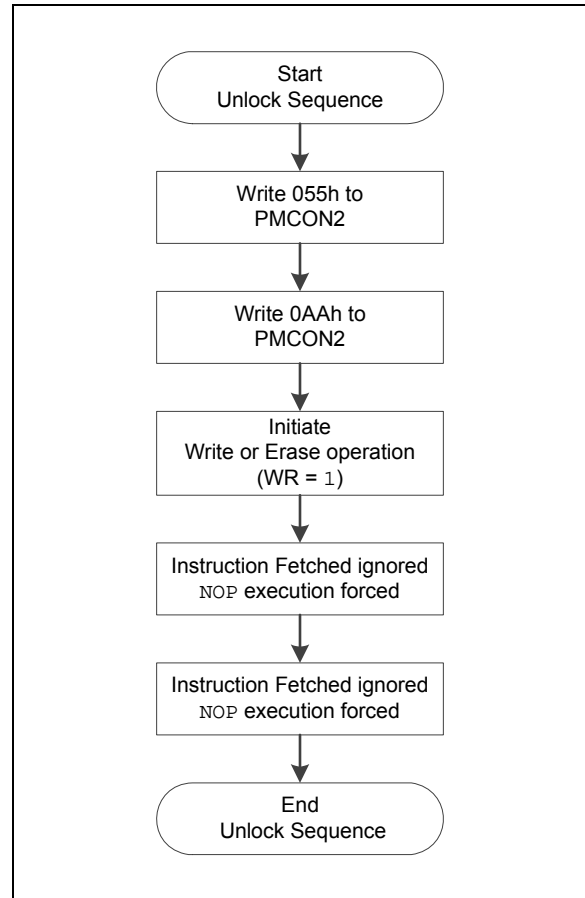 Start
Unlock Sequence
Write 055h to
PMCON2
Write 0AAh to
PMCON2
Initiate
Write or Erase operation
(WR = 1)
Instruction Fetched ignored
NOP execution forced
Instruction Fetched ignored
NOP execution forced
End
Unlock Sequence